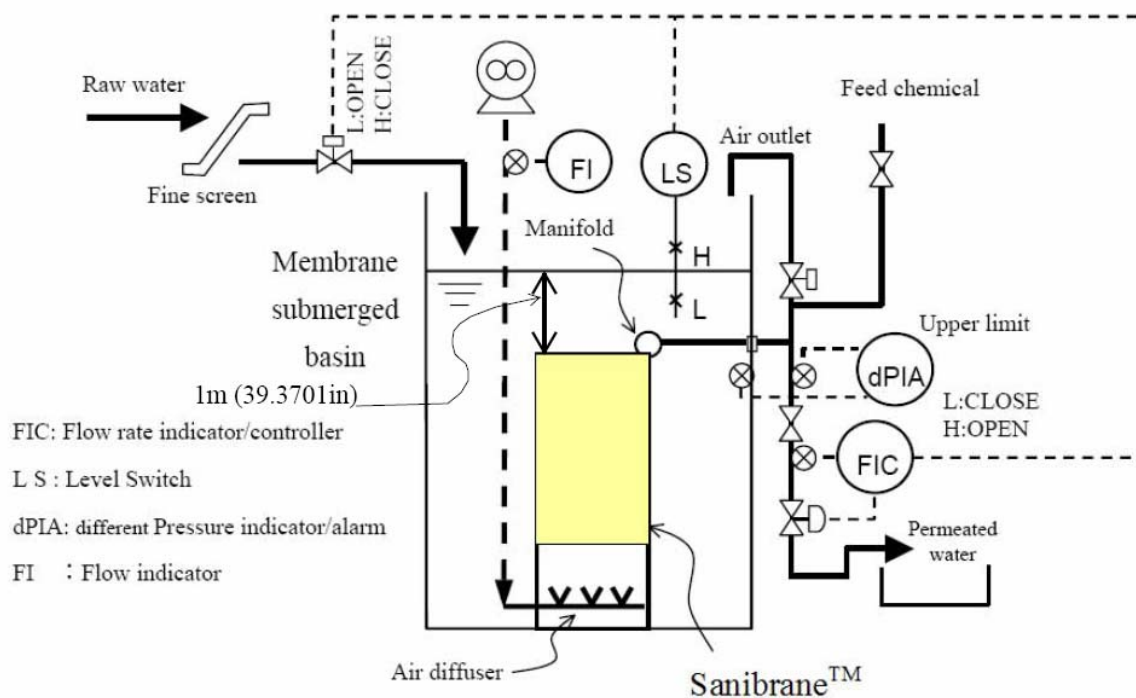 L:OPEN
H:CLOSE
Raw water
Feed chemical
Air outlet
FI
LS
Fine screen
Manifold
H
Membrane
submerged
basin
L
Upper limit
dPIA
1m (39.3701in)
L:CLOSE
H:OPEN
FIC: Flow rate indicator/controller
FIC
L S : Level Switch
dPIA: different Pressure indicator/alarm
Permeated
water
FI : Flow indicator
Air diffuser
Sanibrane™